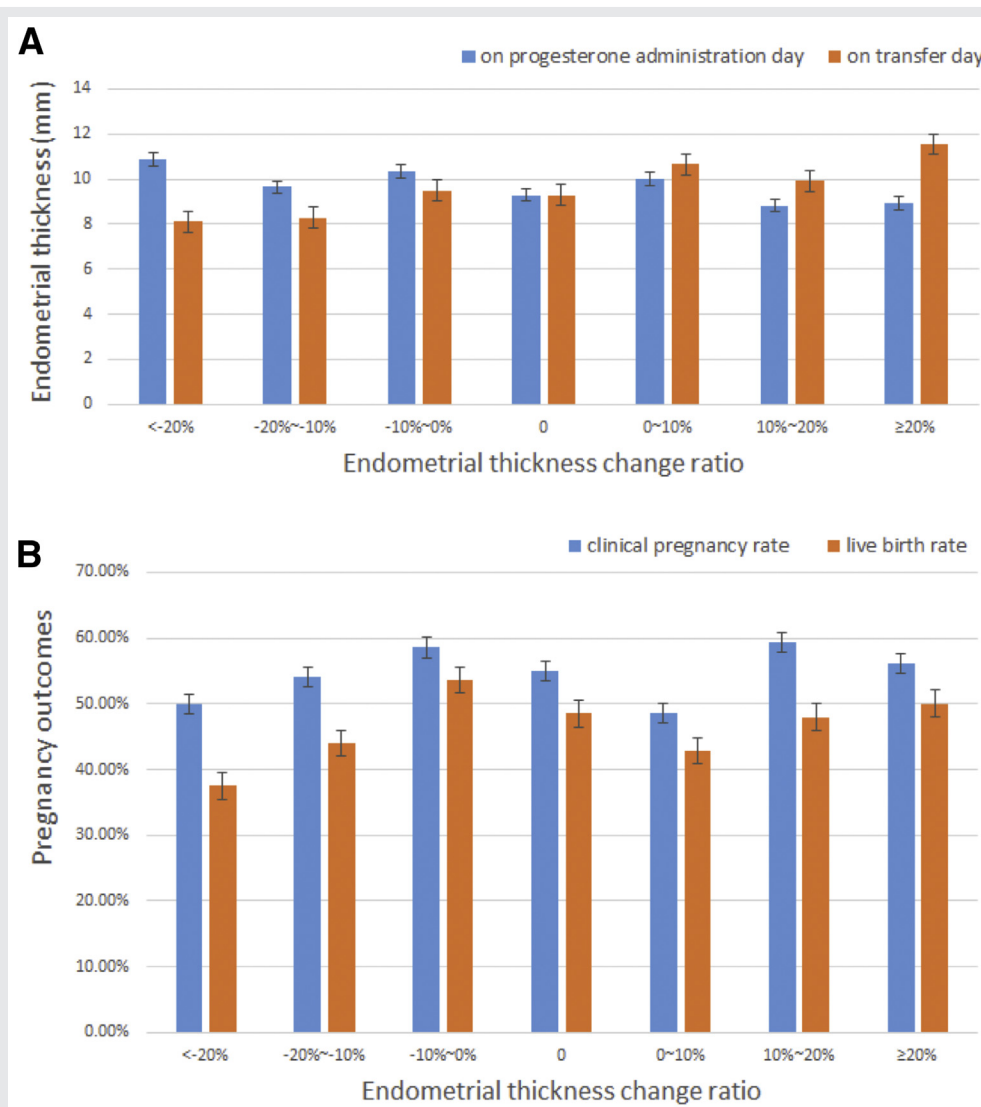 A
on progesterone administration day on transfer day
Endometrial thickness (mm)
14
12
10
8
6
4
2
0
<-20% -20%~-10% -10%~0% 0 0~10% 10%~20% ≥20%
Endometrial thickness change ratio
B
clinical pregnancy rate live birth rate
Pregnancy outcomes
70.00%
60.00%
50.00%
40.00%
30.00%
20.00%
10.00%
0.00%
<-20% -20%~-10% -10%~0% 0 0~10% 10%~20% ≥20%
Endometrial thickness change ratio